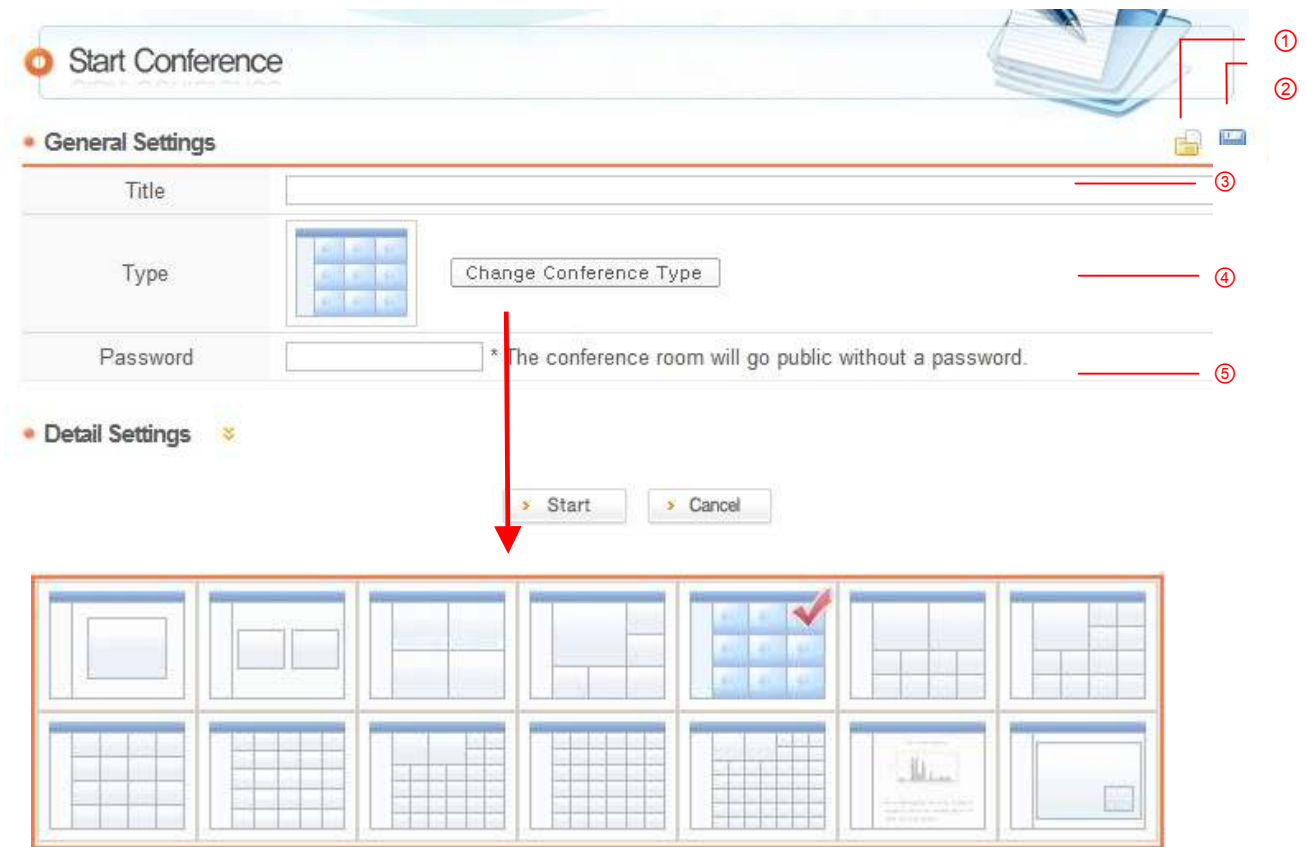 Start Conference
①
②
General Settings
Title
③
Type
Change Conference Type
④
Password
* The conference room will go public without a password.
⑤
Detail Settings
Start
Cancel